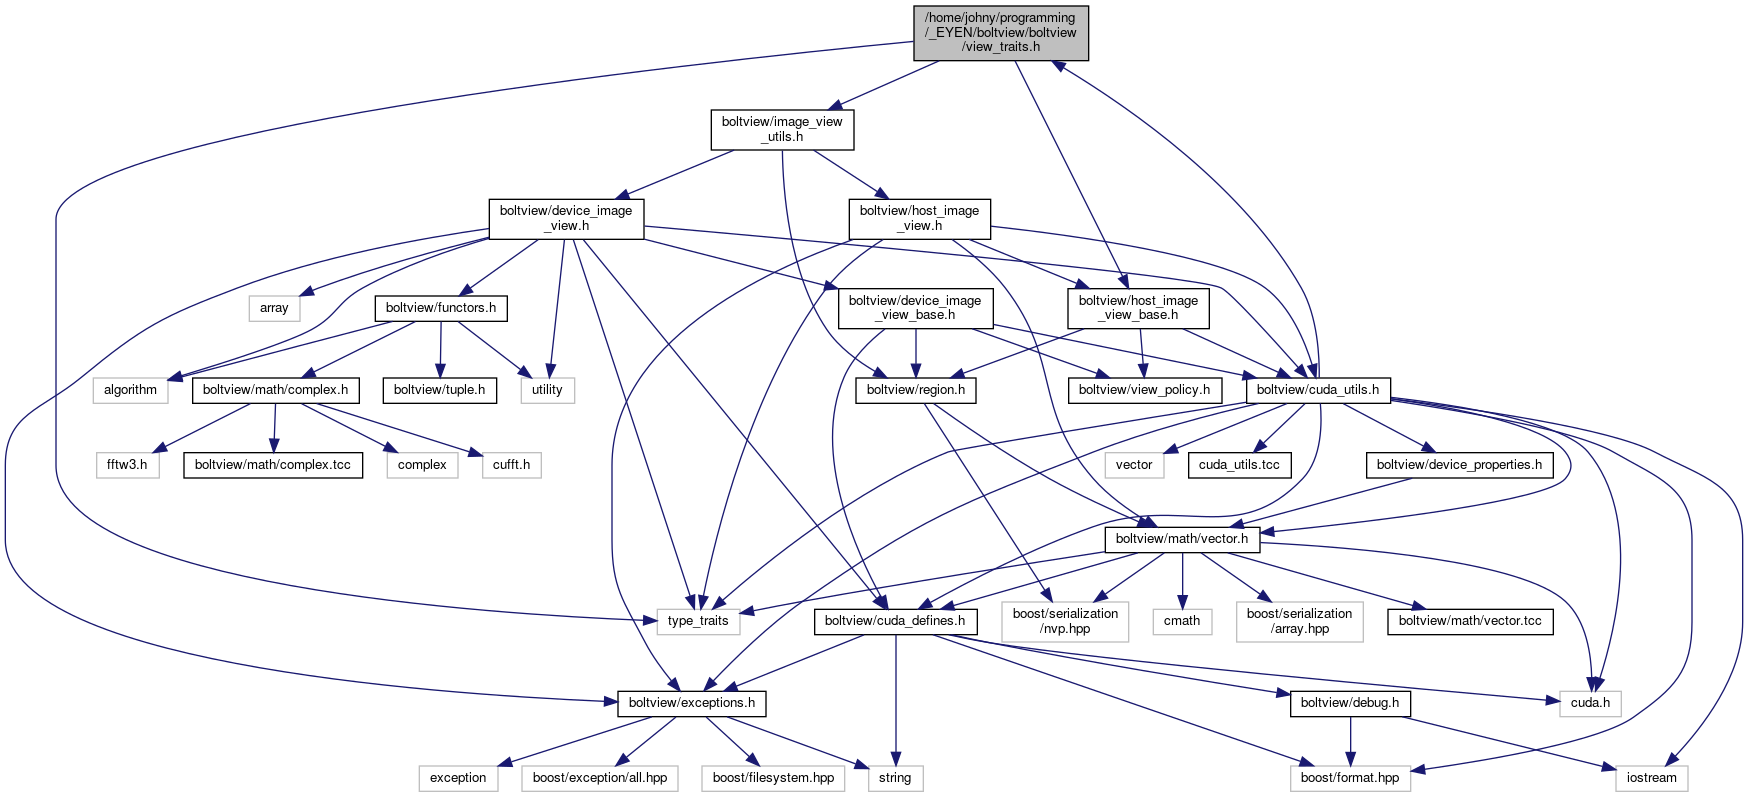 /home/johny/programming
/_EYEN/boltview/boltview
/view_traits.h
boltview/image_view
_utils.h
boltview/device_image
_view.h
boltview/host_image
_view.h
array
boltview/functors.h
boltview/device_image
_view_base.h
boltview/host_image
_view_base.h
algorithm
boltview/math/complex.h
boltview/tuple.h
utility
boltview/region.h
boltview/view_policy.h
boltview/cuda_utils.h
fftw3.h
boltview/math/complex.tcc
complex
cufft.h
vector
cuda_utils.tcc
boltview/device_properties.h
boltview/math/vector.h
type_traits
boltview/cuda_defines.h
boost/serialization
/nvp.hpp
cmath
boost/serialization
/array.hpp
boltview/math/vector.tcc
boltview/exceptions.h
boltview/debug.h
cuda.h
exception
boost/exception/all.hpp
boost/filesystem.hpp
string
boost/format.hpp
iostream